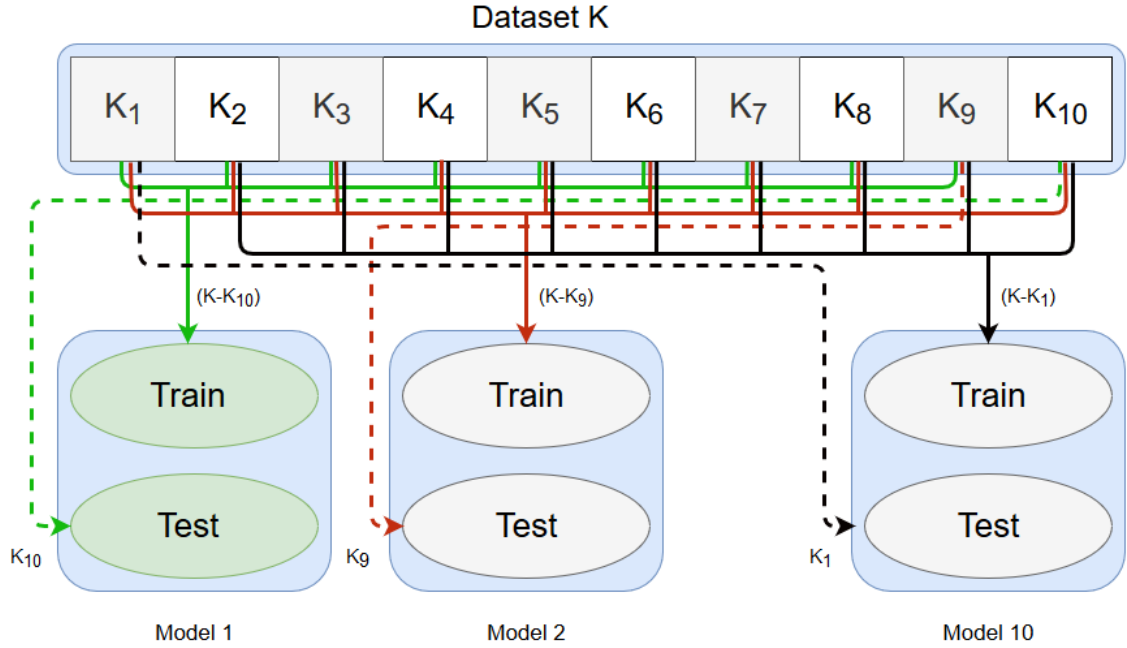 Dataset K
K₁ K₂ K₃ K₄ K₅ K₆ K₇ K₈ K₉ K₁₀
(K-K₁₀) (K-K₉) (K-K₁)
Train Train Train
Test Test Test
K₁₀ K₉ K₁
Model 1 Model 2 Model 10